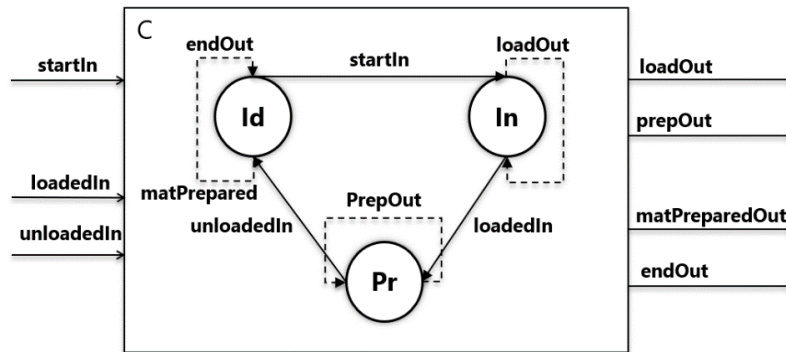 C
endOut
loadOut
startIn
startIn
loadOut
Id
In
prepOut
loadedIn
matPrepared
PrepOut
matPreparedOut
unloadedIn
unloadedIn
loadedIn
endOut
Pr